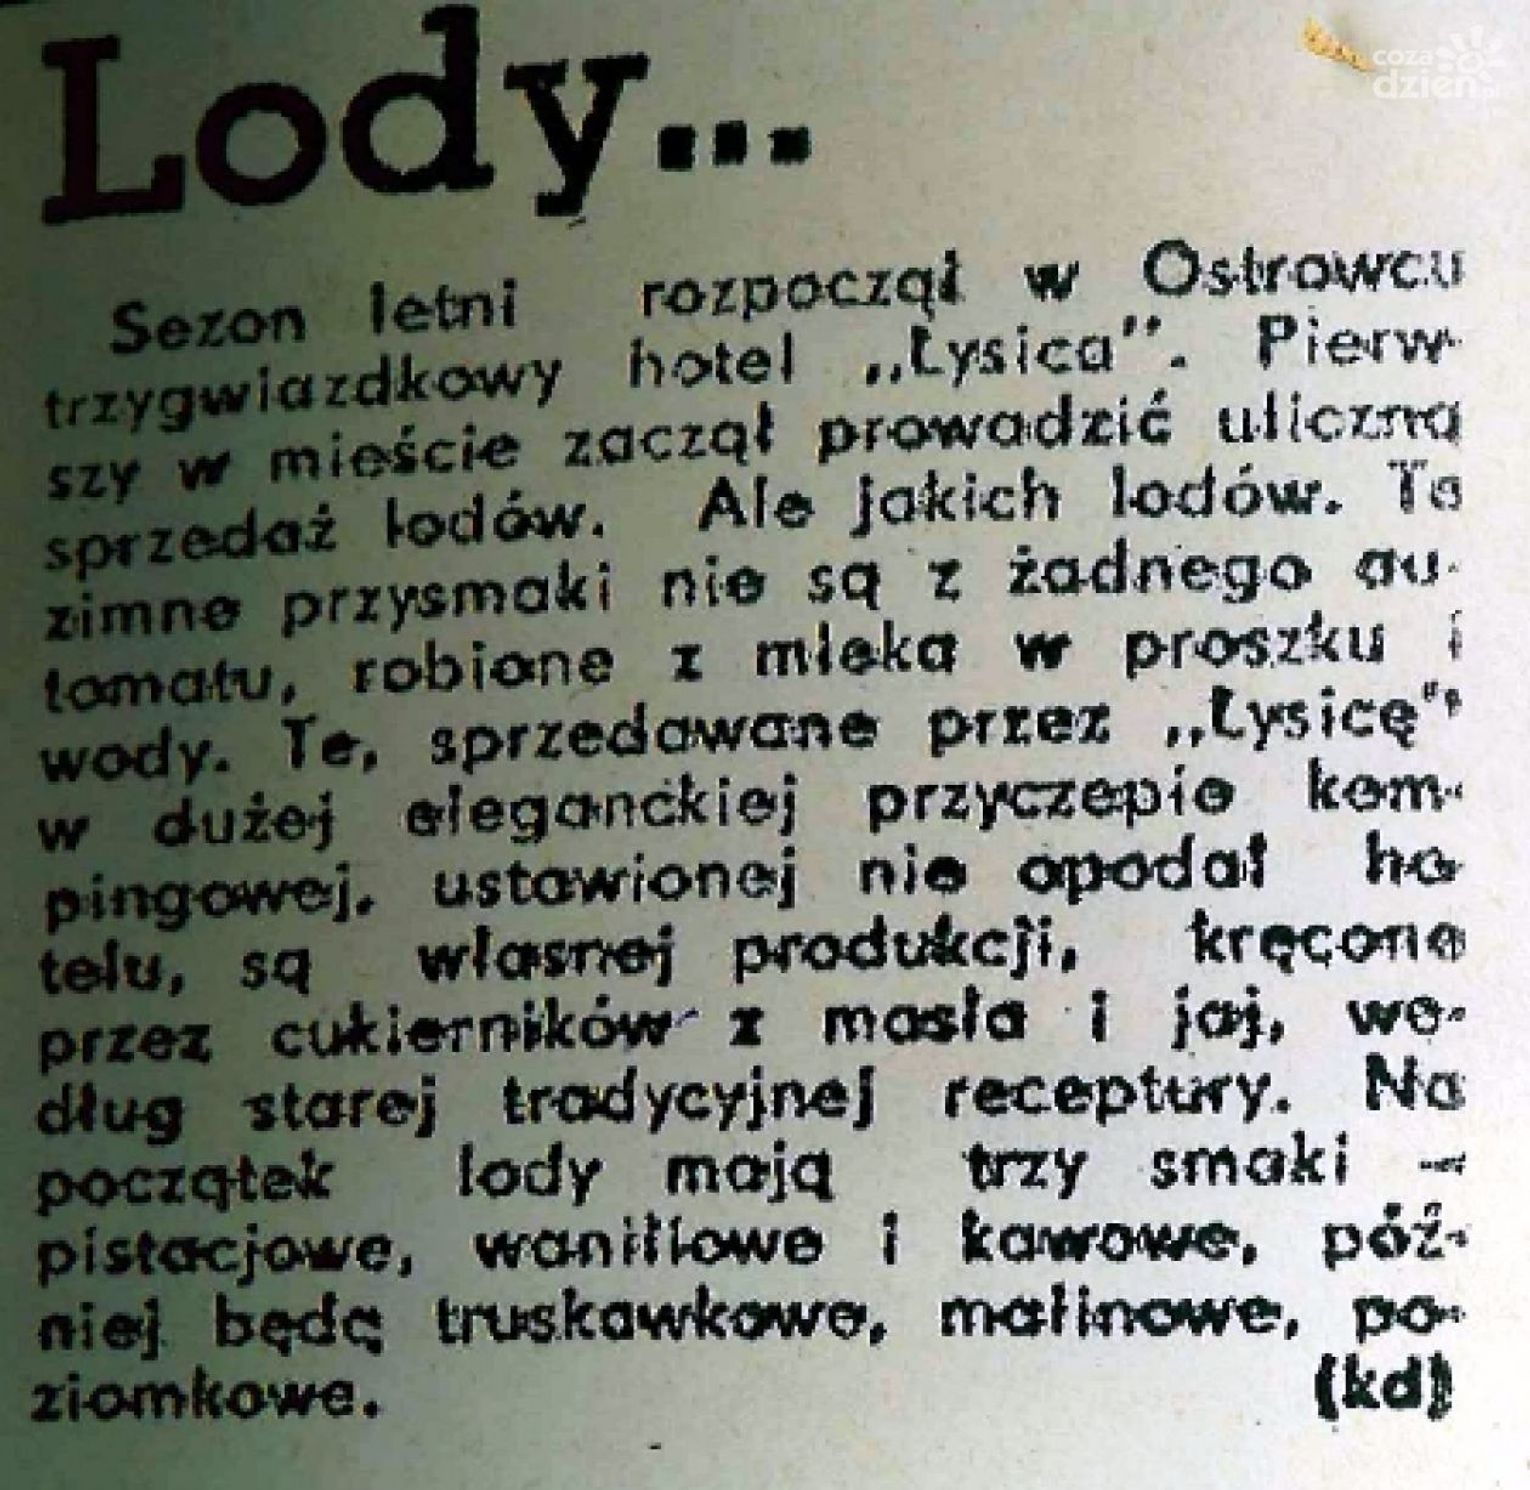 coza
dzien.pl
Lody...
Sezon letni rozpoczął w Ostrowcu
trzygwiazdkowy hotel „Łysica”. Pierw-
szy w mieście zaczął prowadzić uliczną
sprzedaż lodów. Ale jakich lodów. Te
zimne przysmaki nie są z żadnego au-
tomatu, robione z mleka w proszku i
wody. Te, sprzedawane przez „Łysicę”
w dużej eleganckiej przyczepie kem-
pingowej, ustawionej nie opodal ho-
telu, są własnej produkcji, kręcone
przez cukierników z masła i jaj, we-
dług starej tradycyjnej receptury. Na
początek lody mają trzy smaki —
pistacjowe, waniliowe i kawowe, póź-
niej będą truskawkowe, malinowe, po-
ziomkowe.
(kd)